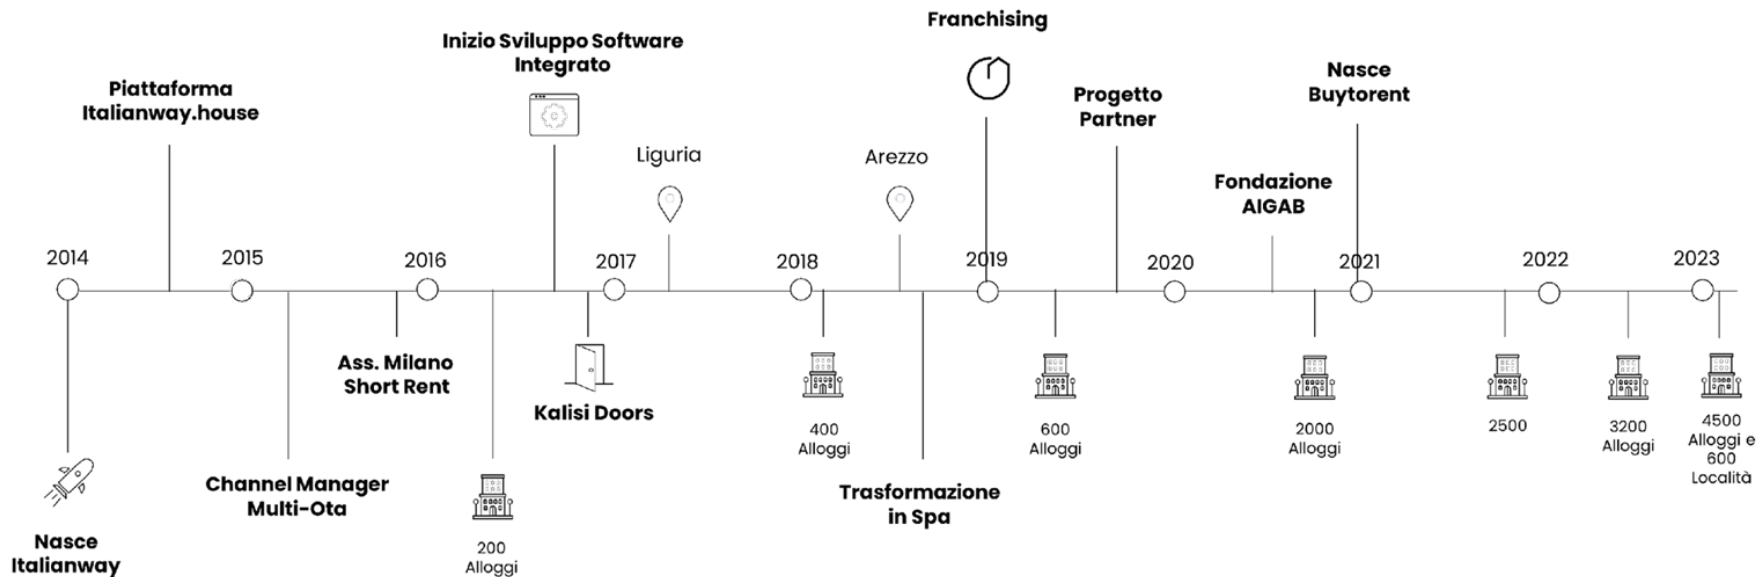 Franchising
Inizio Sviluppo Software
Integrato
Nasce
Buytorent
Piattaforma
Italianway.house
Progetto
Partner
Liguria
Arezzo
Fondazione
AIGAB
2014
2015
2016
2017
2018
2019
2020
2021
2022
2023
Ass. Milano
Short Rent
Kalisi Doors
400
Alloggi
600
Alloggi
2000
Alloggi
2500
3200
Alloggi
4500
Alloggi e
600
Località
Channel Manager
Multi-Ota
Trasformazione
in Spa
Nasce
Italianway
200
Alloggi